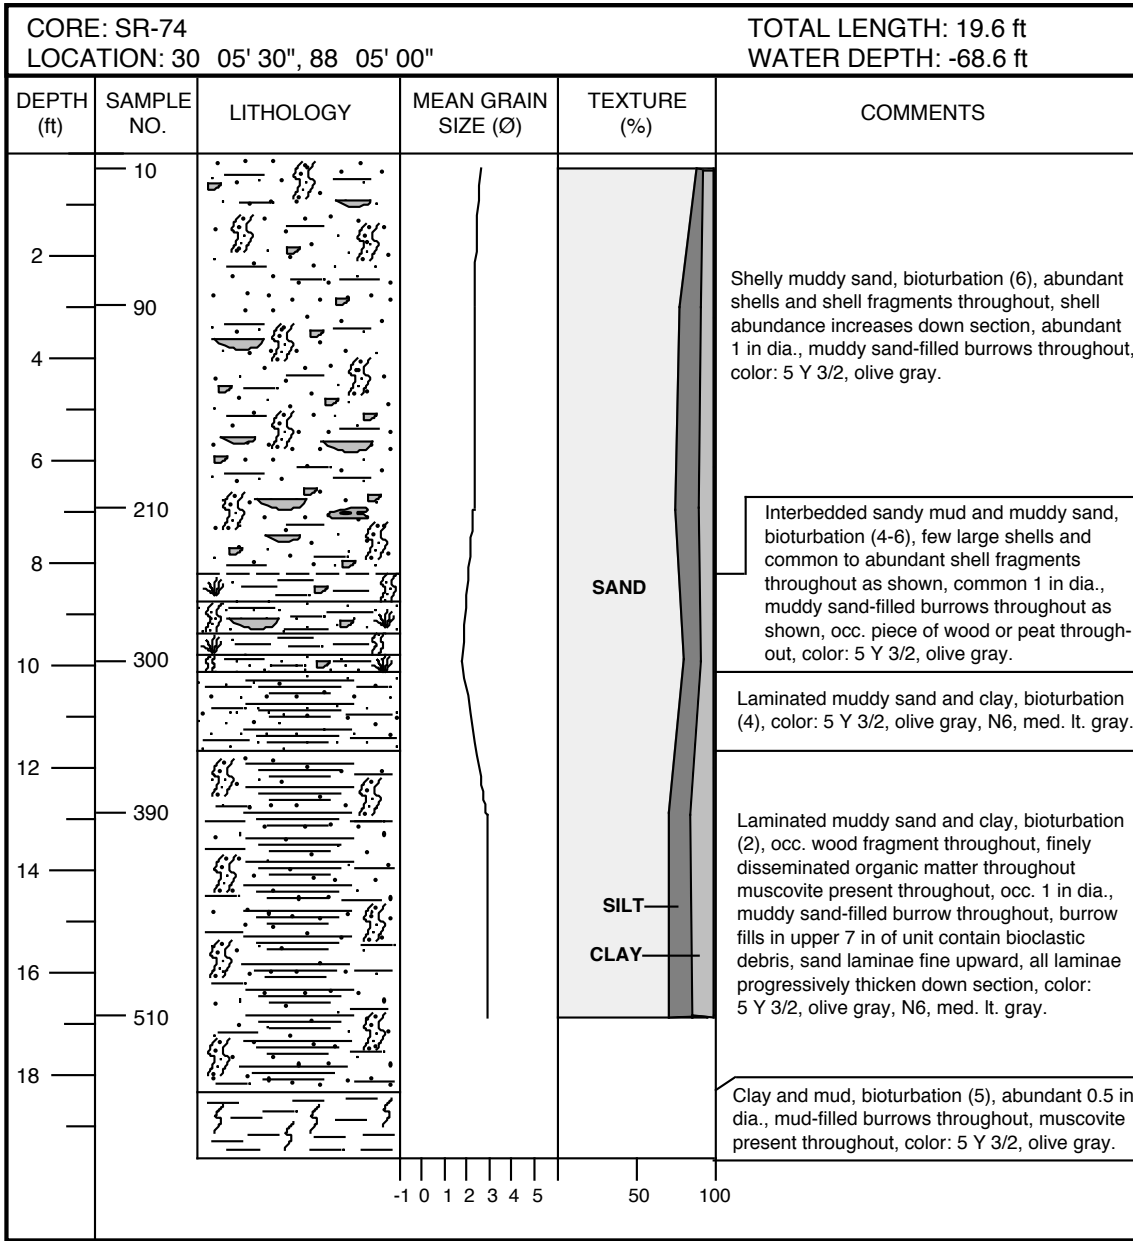 CORE: SR-74
TOTAL LENGTH: 19.6 ft
LOCATION: 30 05' 30", 88 05' 00"
WATER DEPTH: -68.6 ft
DEPTH
(ft)
SAMPLE
NO.
LITHOLOGY
MEAN GRAIN
SIZE (Ø)
TEXTURE
(%)
COMMENTS
10
2
90
4
6
210
8
300
10
12
390
14
16
510
18
SAND
SILT
CLAY
Shelly muddy sand, bioturbation (6), abundant
shells and shell fragments throughout, shell
abundance increases down section, abundant
1 in dia., muddy sand-filled burrows throughout,
color: 5 Y 3/2, olive gray.
Interbedded sandy mud and muddy sand,
bioturbation (4-6), few large shells and
common to abundant shell fragments
throughout as shown, common 1 in dia.,
muddy sand-filled burrows throughout as
shown, occ. piece of wood or peat through-
out, color: 5 Y 3/2, olive gray.
Laminated muddy sand and clay, bioturbation
(4), color: 5 Y 3/2, olive gray, N6, med. lt. gray.
Laminated muddy sand and clay, bioturbation
(2), occ. wood fragment throughout, finely
disseminated organic matter throughout
muscovite present throughout, occ. 1 in dia.,
muddy sand-filled burrow throughout, burrow
fills in upper 7 in of unit contain bioclastic
debris, sand laminae fine upward, all laminae
progressively thicken down section, color:
5 Y 3/2, olive gray, N6, med. lt. gray.
Clay and mud, bioturbation (5), abundant 0.5 in
dia., mud-filled burrows throughout, muscovite
present throughout, color: 5 Y 3/2, olive gray.
-1 0 1 2 3 4 5
50 100